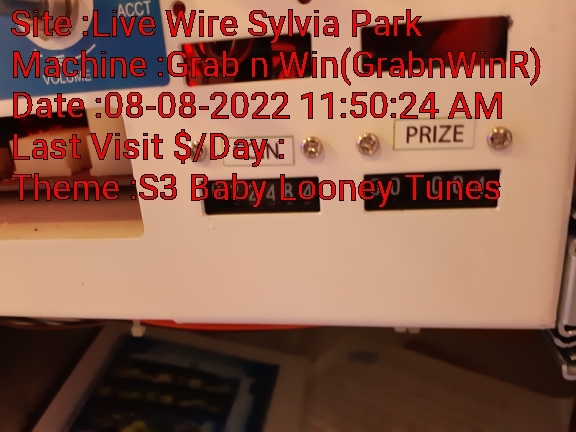 Site :Live Wire Sylvia Park
Machine :Grab n Win(GrabnWinR)
Date :08-08-2022 11:50:24 AM
Last Visit $/Day :
Theme :S3 Baby Looney Tunes
ACCT
VOLUME
PRIZE